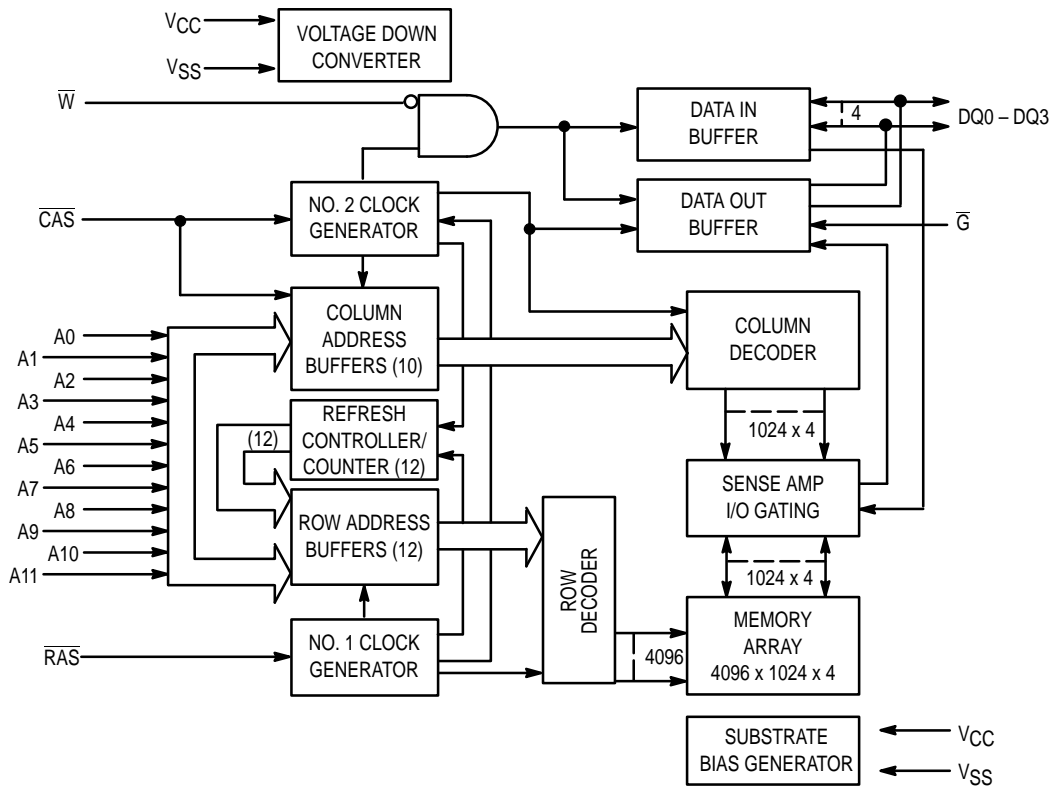 VCC
VSS
VOLTAGE DOWN
CONVERTER
W̅
DATA IN
BUFFER
4
DQ0 – DQ3
C̅A̅S̅
NO. 2 CLOCK
GENERATOR
DATA OUT
BUFFER
G̅
COLUMN
ADDRESS
BUFFERS (10)
COLUMN
DECODER
A0
A1
A2
A3
A4
A5
A6
A7
A8
A9
A10
A11
(12)
REFRESH
CONTROLLER/
COUNTER (12)
1024 x 4
SENSE AMP
I/O GATING
ROW ADDRESS
BUFFERS (12)
ROW
DECODER
1024 x 4
R̅A̅S̅
NO. 1 CLOCK
GENERATOR
4096
MEMORY
ARRAY
4096 x 1024 x 4
SUBSTRATE
BIAS GENERATOR
VCC
VSS